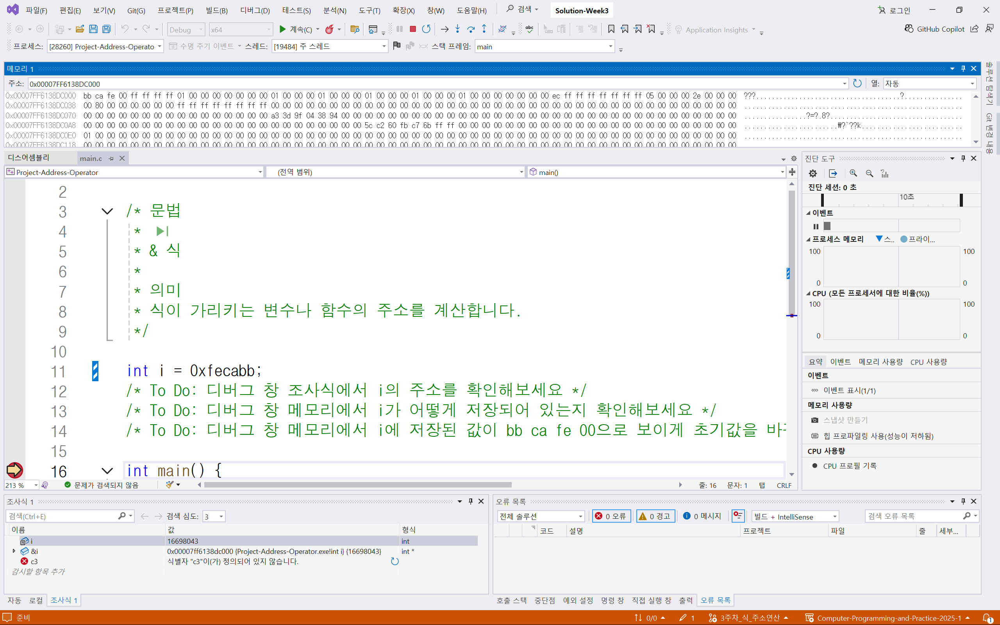 파일(F) 편집(E) 보기(V) Git(G) 프로젝트(P) 빌드(B) 디버그(D) 테스트(S) 분석(N) 도구(T) 확장(X) 창(W) 도움말(H) 검색 Solution-Week3 로그인
Debug x64 계속(C) Application Insights GitHub Copilot
프로세스: [28260] Project-Address-Operato 수명 주기 이벤트 스레드: [19484] 주 스레드 스택 프레임: main
메모리 1
주소: 0x00007FF6138DC000 열: 자동
0x00007FF6138DC000 bb ca fe 00 ff ff ff ff 01 00 00 00 00 00 00 00 01 00 00 00 01 00 00 00 01 00 00 00 01 00 00 00 01 00 00 00 00 00 00 00 ec ff ff ff ff ff ff ff 05 00 00 00 2e 00 00 00 ???.....................................?..............
0x00007FF6138DC038 00 80 00 00 00 00 00 00 ff ff ff ff ff ff ff ff 00 00 00 00 00 00 00 00 00 00 00 00 00 00 00 00 00 00 00 00 00 00 00 00 00 00 00 00 00 00 00 00 00 00 00 00 00 00 00 00
0x00007FF6138DC070 00 00 00 00 00 00 00 00 00 00 00 00 00 00 00 00 a3 3d 9f 04 38 94 00 00 00 00 00 00 00 00 00 00 00 00 00 00 00 00 00 00 00 00 00 00 00 00 00 00 00 00 00 00 00 00 00 00 ................?=?.8?
0x00007FF6138DC0A8 00 00 00 00 00 00 00 00 00 00 00 00 00 00 00 00 00 00 00 00 00 00 00 00 5c c2 60 fb c7 6b ff ff 00 00 00 00 00 00 00 00 00 00 00 00 00 00 00 00 00 00 00 00 00 00 00 00 ........................₩?`??k
0x00007FF6138DC0E0 01 00 00 00 00 00 00 00 00 00 00 00 00 00 00 00 00 00 00 00 00 00 00 00 00 00 00 00 00 00 00 00 00 00 00 00 00 00 00 00 00 00 00 00 00 00 00 00 00 00 00 00 00 00 00 00
0x00007FF6138DC118 00 00 00 00 00 00 00 00 00 00 00 00 00 00 00 00 00 00 00 00 00 00 00 00 00 00 00 00 00 00 00 00 00 00 00 00 00 00 00 00 00 00 00 00 00 00 00 00 00 00 00 00 00 00 00 00
솔루션 탐색기
Git 변경 내용
디스어셈블리 main.c
Project-Address-Operator (전역 범위) main()
2
3 /* 문법
4 *
5 * & 식
6 *
7 * 의미
8 * 식이 가리키는 변수나 함수의 주소를 계산합니다.
9 */
10
11 int i = 0xfecabb;
12 /* To Do: 디버그 창 조사식에서 i의 주소를 확인해보세요 */
13 /* To Do: 디버그 창 메모리에서 i가 어떻게 저장되어 있는지 확인해보세요 */
14 /* To Do: 디버그 창 메모리에서 i에 저장된 값이 bb ca fe 00으로 보이게 초기값을
15
16 int main() {
213 % 문제가 검색되지 않음 줄: 16 문자: 1 탭 CRLF
진단 도구
진단 세션: 0 초
10초
이벤트
프로세스 메모리 스.. 프라이...
100 100
0 0
CPU (모든 프로세서에 대한 비율(%))
100 100
0 0
요약 이벤트 메모리 사용량 CPU 사용량
이벤트
이벤트 표시(1/1)
메모리 사용량
스냅샷 만들기
힙 프로파일링 사용(성능이 저하됨)
CPU 사용량
CPU 프로필 기록
조사식 1
검색(Ctrl+E) 검색 심도: 3
이름 값 형식
i 16698043 int
&i 0x00007ff6138dc000 {Project-Address-Operator.exe!int i} {16698043} int *
c3 식별자 "c3"이(가) 정의되어 있지 않습니다.
감시할 항목 추가
자동 로컬 조사식 1
오류 목록
전체 솔루션 0 오류 0 경고 0 메시지 빌드 + IntelliSense 검색 오류 목록
코드 설명 프로젝트 파일 줄 세부...
호출 스택 중단점 예외 설정 명령 창 직접 실행 창 출력 오류 목록
준비 0/0 1 3주차_식_주소연산 Computer-Programming-and-Practice-2025-1 1